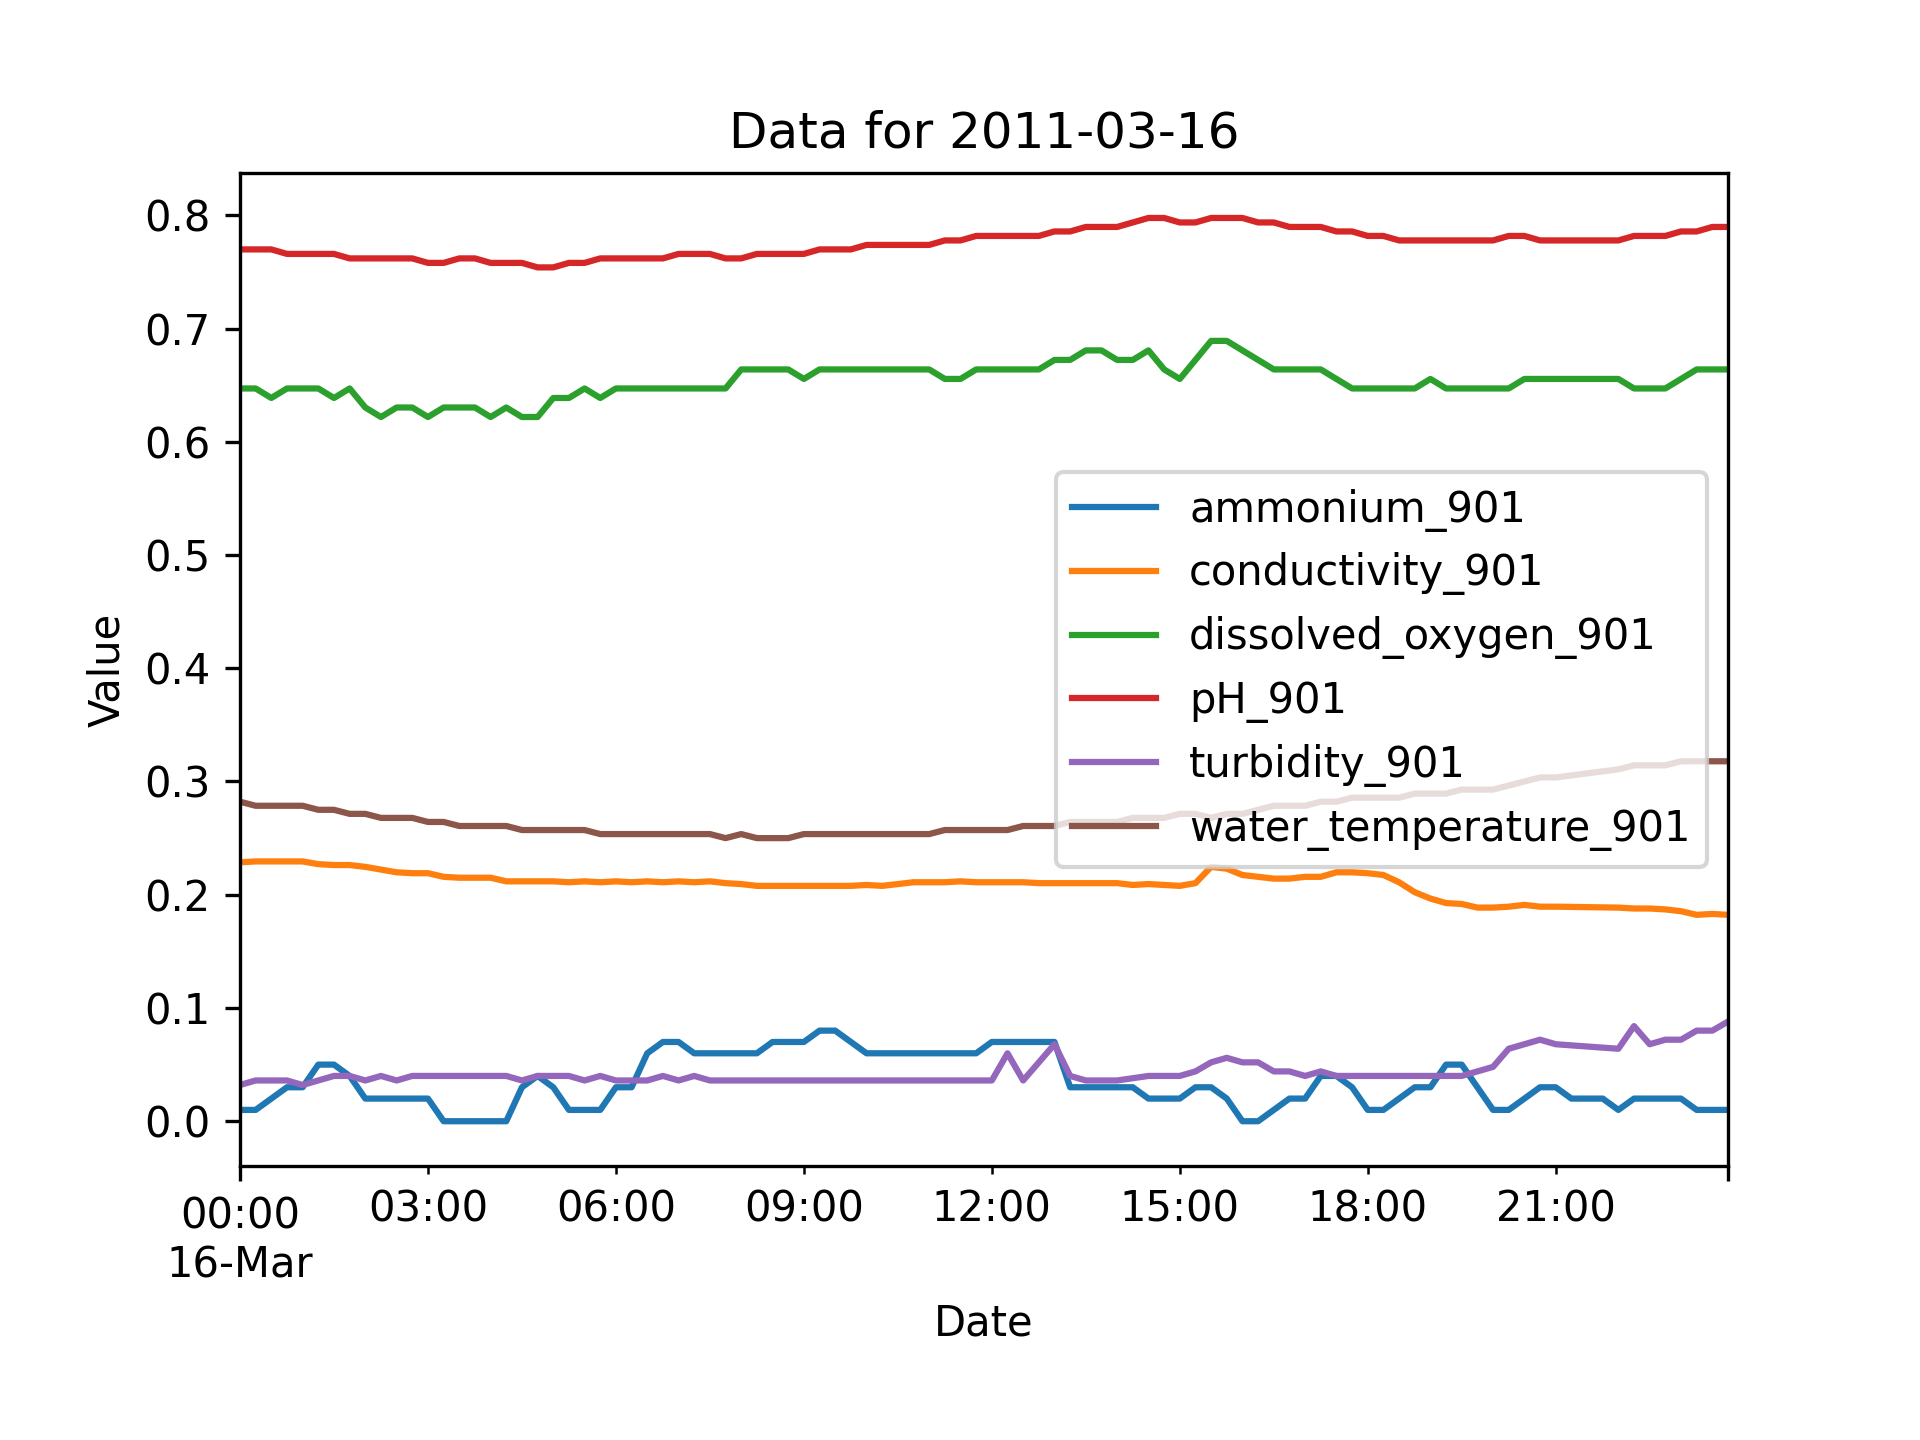 Data for 2011-03-16
0.8
0.7
0.6
0.5
0.4
0.3
0.2
0.1
0.0
Value
ammonium_901
conductivity_901
dissolved_oxygen_901
pH_901
turbidity_901
water_temperature_901
00:00 03:00 06:00 09:00 12:00 15:00 18:00 21:00
16-Mar
Date